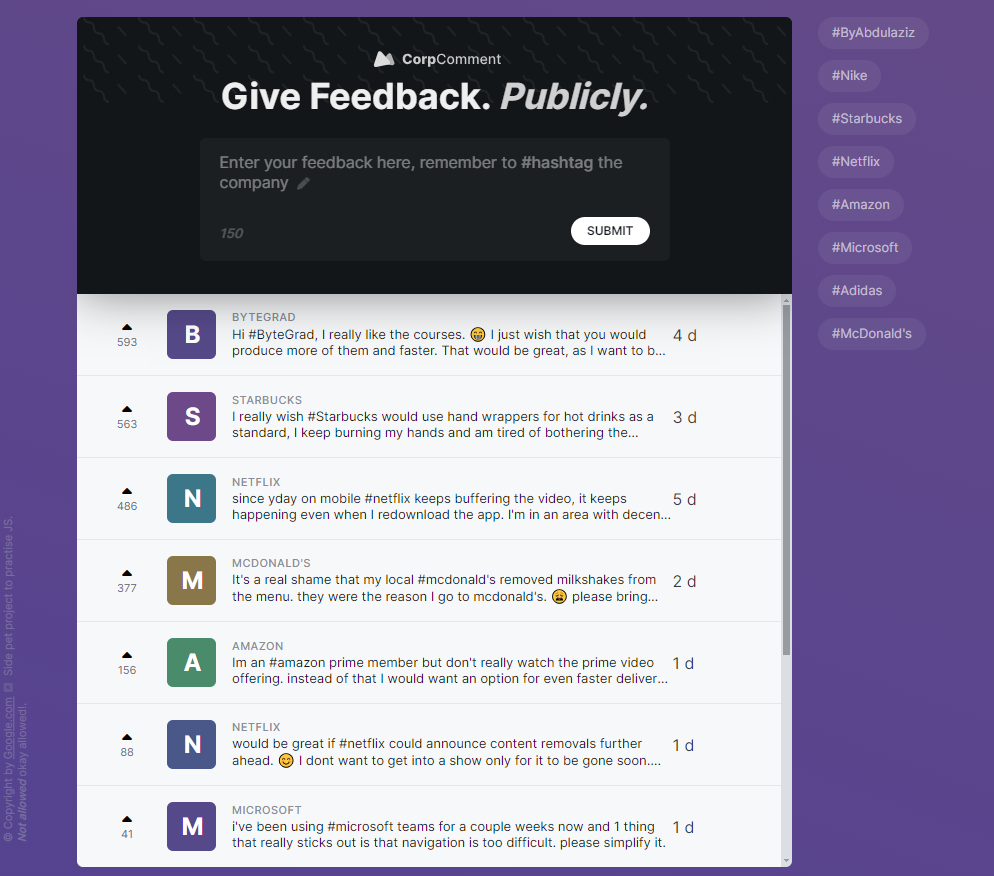 CorpComment
Give Feedback. Publicly.
Enter your feedback here, remember to #hashtag the
company
150
SUBMIT
593
B
BYTEGRAD
Hi #ByteGrad, I really like the courses. 😁 I just wish that you would
produce more of them and faster. That would be great, as I want to b...
4 d
563
S
STARBUCKS
I really wish #Starbucks would use hand wrappers for hot drinks as a
standard, I keep burning my hands and am tired of bothering the...
3 d
486
N
NETFLIX
since yday on mobile #netflix keeps buffering the video, it keeps
happening even when I redownload the app. I'm in an area with decen...
5 d
377
M
MCDONALD'S
It's a real shame that my local #mcdonald's removed milkshakes from
the menu. they were the reason I go to mcdonald's. 😩 please bring...
2 d
156
A
AMAZON
Im an #amazon prime member but don't really watch the prime video
offering. instead of that I would want an option for even faster deliver...
1 d
88
N
NETFLIX
would be great if #netflix could announce content removals further
ahead. 😊 I dont want to get into a show only for it to be gone soon....
1 d
41
M
MICROSOFT
i've been using #microsoft teams for a couple weeks now and 1 thing
that really sticks out is that navigation is too difficult. please simplify it.
1 d
#ByAbdulaziz
#Nike
#Starbucks
#Netflix
#Amazon
#Microsoft
#Adidas
#McDonald's
© Copyright by Google.com Side pet project to practise JS.
Not allowed okay allowed!.